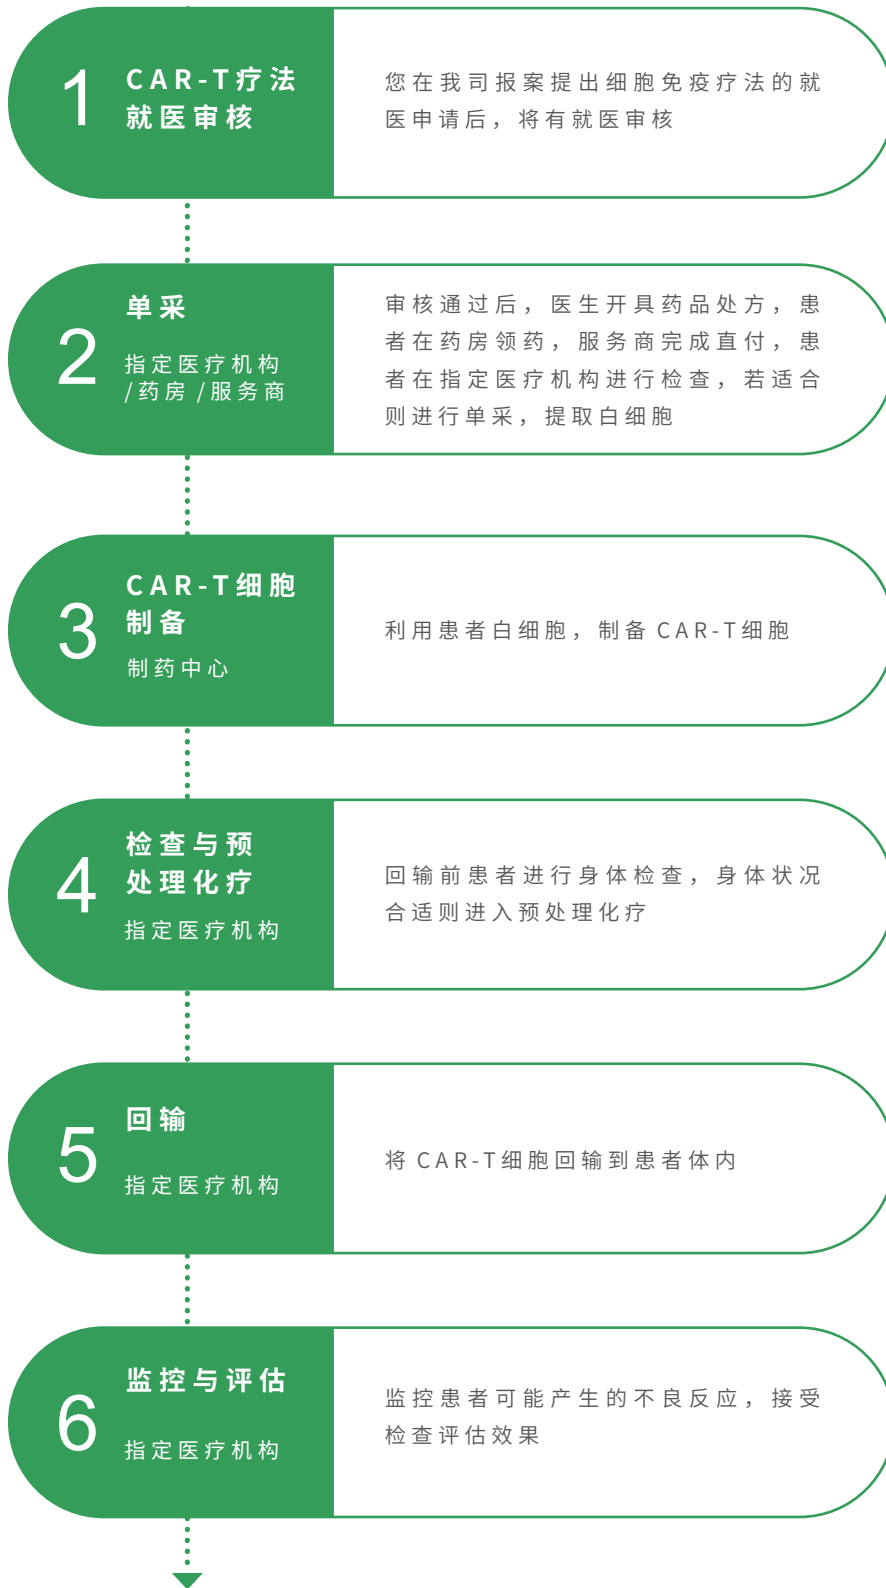 1
CAR-T疗法
就医审核
您在我司报案提出细胞免疫疗法的就
医申请后，将有就医审核
2
单采
指定医疗机构
/药房/服务商
审核通过后，医生开具药品处方，患
者在药房领药，服务商完成直付，患
者在指定医疗机构进行检查，若适合
则进行单采，提取白细胞
3
CAR-T细胞
制备
制药中心
利用患者白细胞，制备 CAR-T细胞
4
检查与预
处理化疗
指定医疗机构
回输前患者进行身体检查，身体状况
合适则进入预处理化疗
5
回输
指定医疗机构
将 CAR-T细胞回输到患者体内
6
监控与评估
指定医疗机构
监控患者可能产生的不良反应，接受
检查评估效果